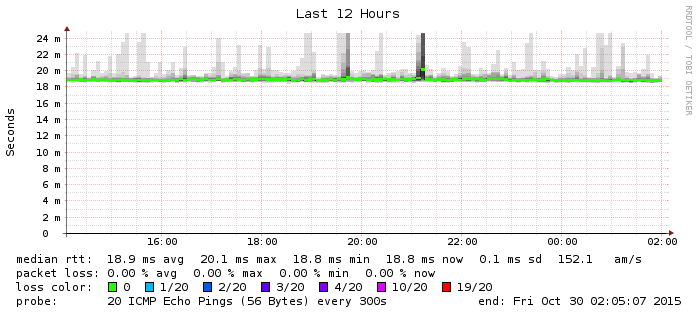 Last 12 Hours
RRDTOOL / TOBI OETIKER
Seconds
24 m
22 m
20 m
18 m
16 m
14 m
12 m
10 m
8 m
6 m
4 m
2 m
0
16:00 18:00 20:00 22:00 00:00 02:00
median rtt: 18.9 ms avg 20.1 ms max 18.8 ms min 18.8 ms now 0.1 ms sd 152.1 am/s
packet loss: 0.00 % avg 0.00 % max 0.00 % min 0.00 % now
loss color: 0 1/20 2/20 3/20 4/20 10/20 19/20
probe: 20 ICMP Echo Pings (56 Bytes) every 300s end: Fri Oct 30 02:05:07 2015